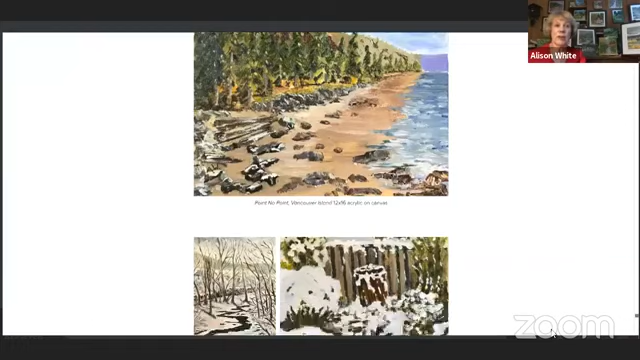 Alison White
Point No Point, Vancouver Island 12x16 acrylic on canvas
zoom